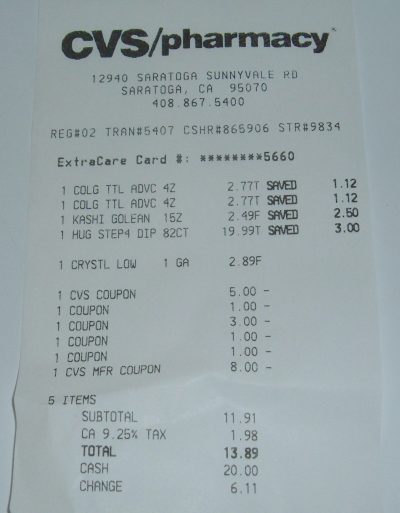 CVS/pharmacy
12940 SARATOGA SUNNYVALE RD
SARATOGA, CA 95070
408.867.5400
REG#02 TRAN#5407 CSHR#865906 STR#9834
ExtraCare Card #: ********5660
1 COLG TTL ADVC 4Z 2.77T SAVED 1.12
1 COLG TTL ADVC 4Z 2.77T SAVED 1.12
1 KASHI GOLEAN 15Z 2.49F SAVED 2.50
1 HUG STEP4 DIP 82CT 19.99T SAVED 3.00
1 CRYSTL LOW 1 GA 2.89F
1 CVS COUPON 5.00 -
1 COUPON 1.00 -
1 COUPON 3.00 -
1 COUPON 1.00 -
1 COUPON 1.00 -
1 CVS MFR COUPON 8.00 -
5 ITEMS
SUBTOTAL 11.91
CA 9.25% TAX 1.98
TOTAL 13.89
CASH 20.00
CHANGE 6.11